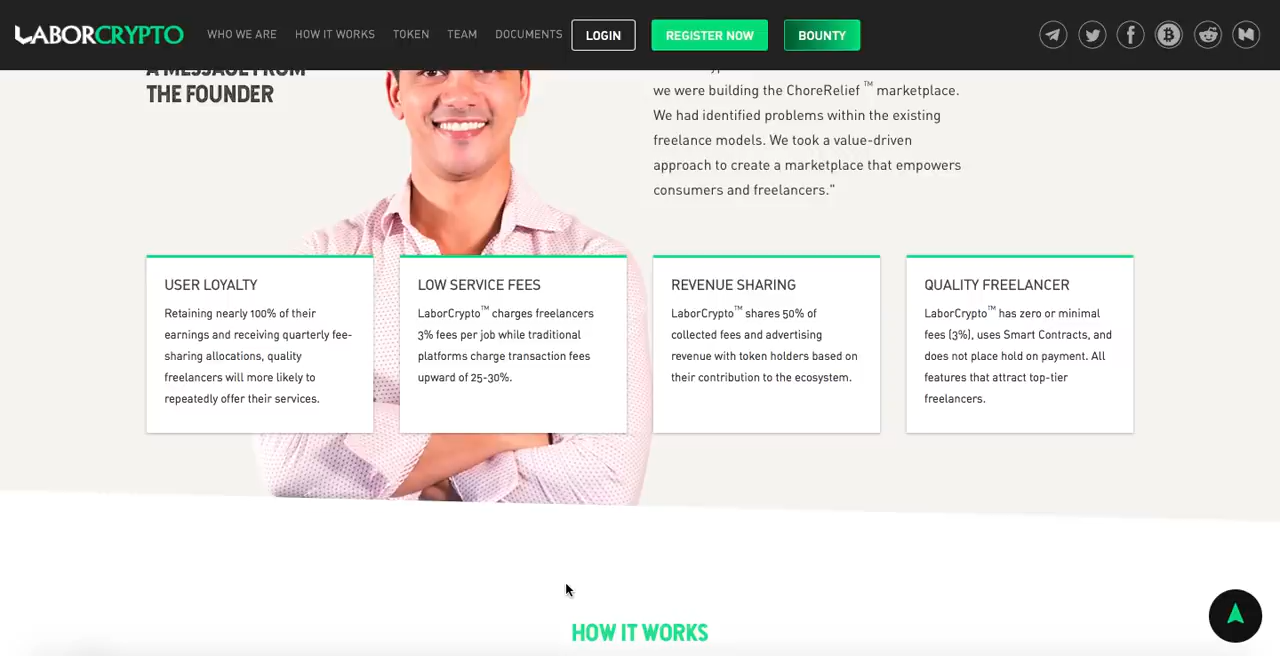 LABORCRYPTO
WHO WE ARE
HOW IT WORKS
TOKEN
TEAM
DOCUMENTS
LOGIN
REGISTER NOW
BOUNTY
A MESSAGE FROM
THE FOUNDER
we were building the ChoreRelief ™ marketplace.
We had identified problems within the existing
freelance models. We took a value-driven
approach to create a marketplace that empowers
consumers and freelancers."
USER LOYALTY
Retaining nearly 100% of their
earnings and receiving quarterly fee-
sharing allocations, quality
freelancers will more likely to
repeatedly offer their services.
LOW SERVICE FEES
LaborCrypto™ charges freelancers
3% fees per job while traditional
platforms charge transaction fees
upward of 25-30%.
REVENUE SHARING
LaborCrypto™ shares 50% of
collected fees and advertising
revenue with token holders based on
their contribution to the ecosystem.
QUALITY FREELANCER
LaborCrypto™ has zero or minimal
fees (3%), uses Smart Contracts, and
does not place hold on payment. All
features that attract top-tier
freelancers.
HOW IT WORKS